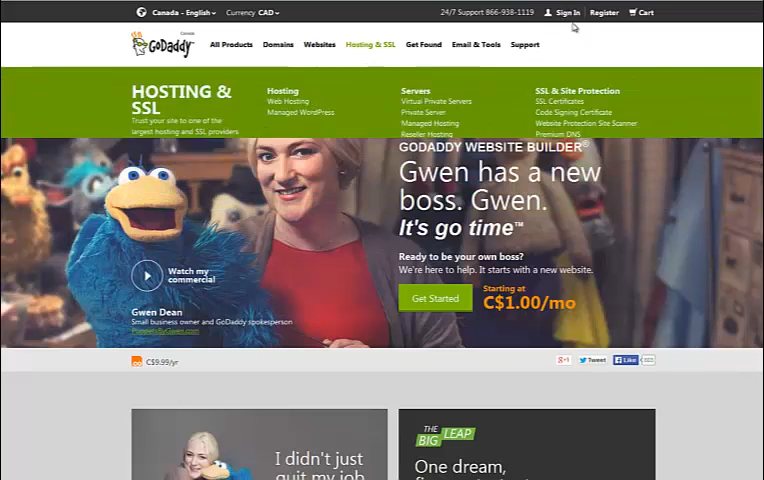 Canada - English
Currency CAD
24/7 Support 866-938-1119
Sign In
Register
Cart
Canada
GoDaddy™
All Products
Domains
Websites
Hosting & SSL
Get Found
Email & Tools
Support
HOSTING &
SSL
Trust your site to one of the
largest hosting and SSL providers
Hosting
Web Hosting
Managed WordPress
Servers
Virtual Private Servers
Private Server
Managed Hosting
Reseller Hosting
SSL & Site Protection
SSL Certificates
Code Signing Certificate
Website Protection Site Scanner
Premium DNS
GODADDY WEBSITE BUILDER®
Gwen has a new
boss. Gwen.
It's go time™
Ready to be your own boss?
We're here to help. It starts with a new website.
Get Started
Starting at
C$1.00/mo
Watch my
commercial!
Gwen Dean
Small business owner and GoDaddy spokesperson
PuppetsByGwen.com
C$9.99/yr
g+1
Tweet
Like
I didn't just
quit my job
THE
BIG LEAP
One dream,